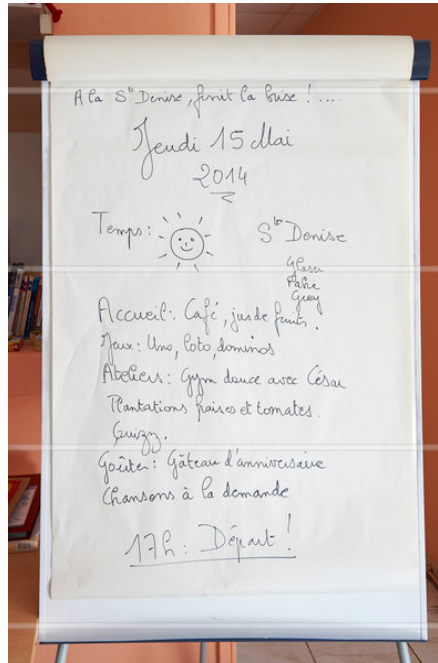 A la Ste Denise, finit la bise ! ....
Jeudi 15 Mai
2014
Temps :
Ste Denise
Accueil : Café, jus de fruits.
Jeux : Uno, loto, dominos
Ateliers : Gym douce avec César
Plantations fraises et tomates.
Quizz.
Goûter : Gâteau d'anniversaire
Chansons à la demande
17h : Départ !